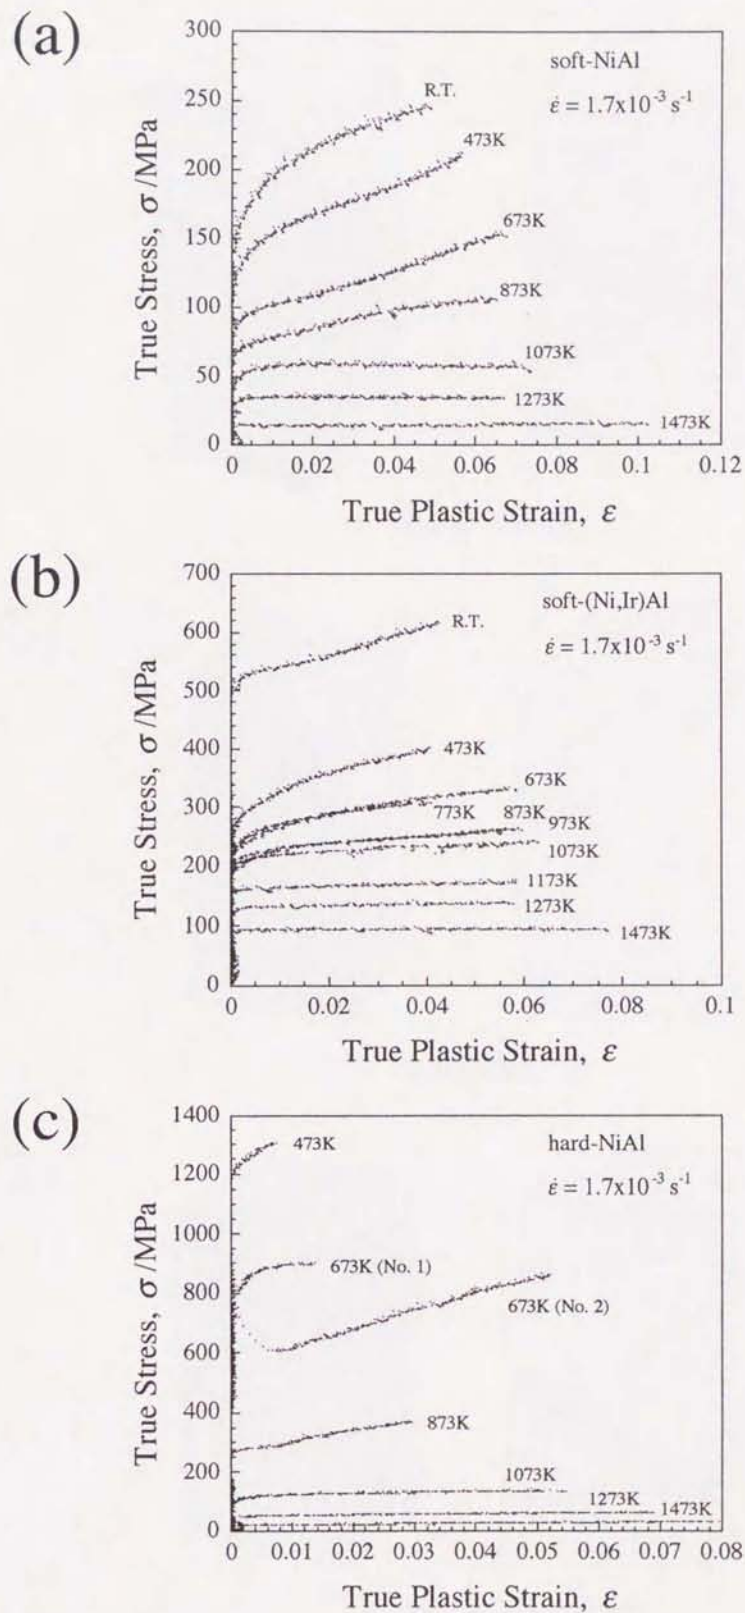 (a)
300
250
200
150
100
50
0
True Stress, σ /MPa
soft-NiAl
ε̇ = 1.7x10⁻³ s⁻¹
R.T.
473K
673K
873K
1073K
1273K
1473K
0 0.02 0.04 0.06 0.08 0.1 0.12
True Plastic Strain, ε
(b)
700
600
500
400
300
200
100
0
True Stress, σ /MPa
soft-(Ni,Ir)Al
ε̇ = 1.7x10⁻³ s⁻¹
R.T.
473K
673K
773K 873K 973K
1073K
1173K
1273K
1473K
0 0.02 0.04 0.06 0.08 0.1
True Plastic Strain, ε
(c)
1400
1200
1000
800
600
400
200
0
True Stress, σ /MPa
hard-NiAl
ε̇ = 1.7x10⁻³ s⁻¹
473K
673K (No. 1)
673K (No. 2)
873K
1073K
1273K
1473K
0 0.01 0.02 0.03 0.04 0.05 0.06 0.07 0.08
True Plastic Strain, ε